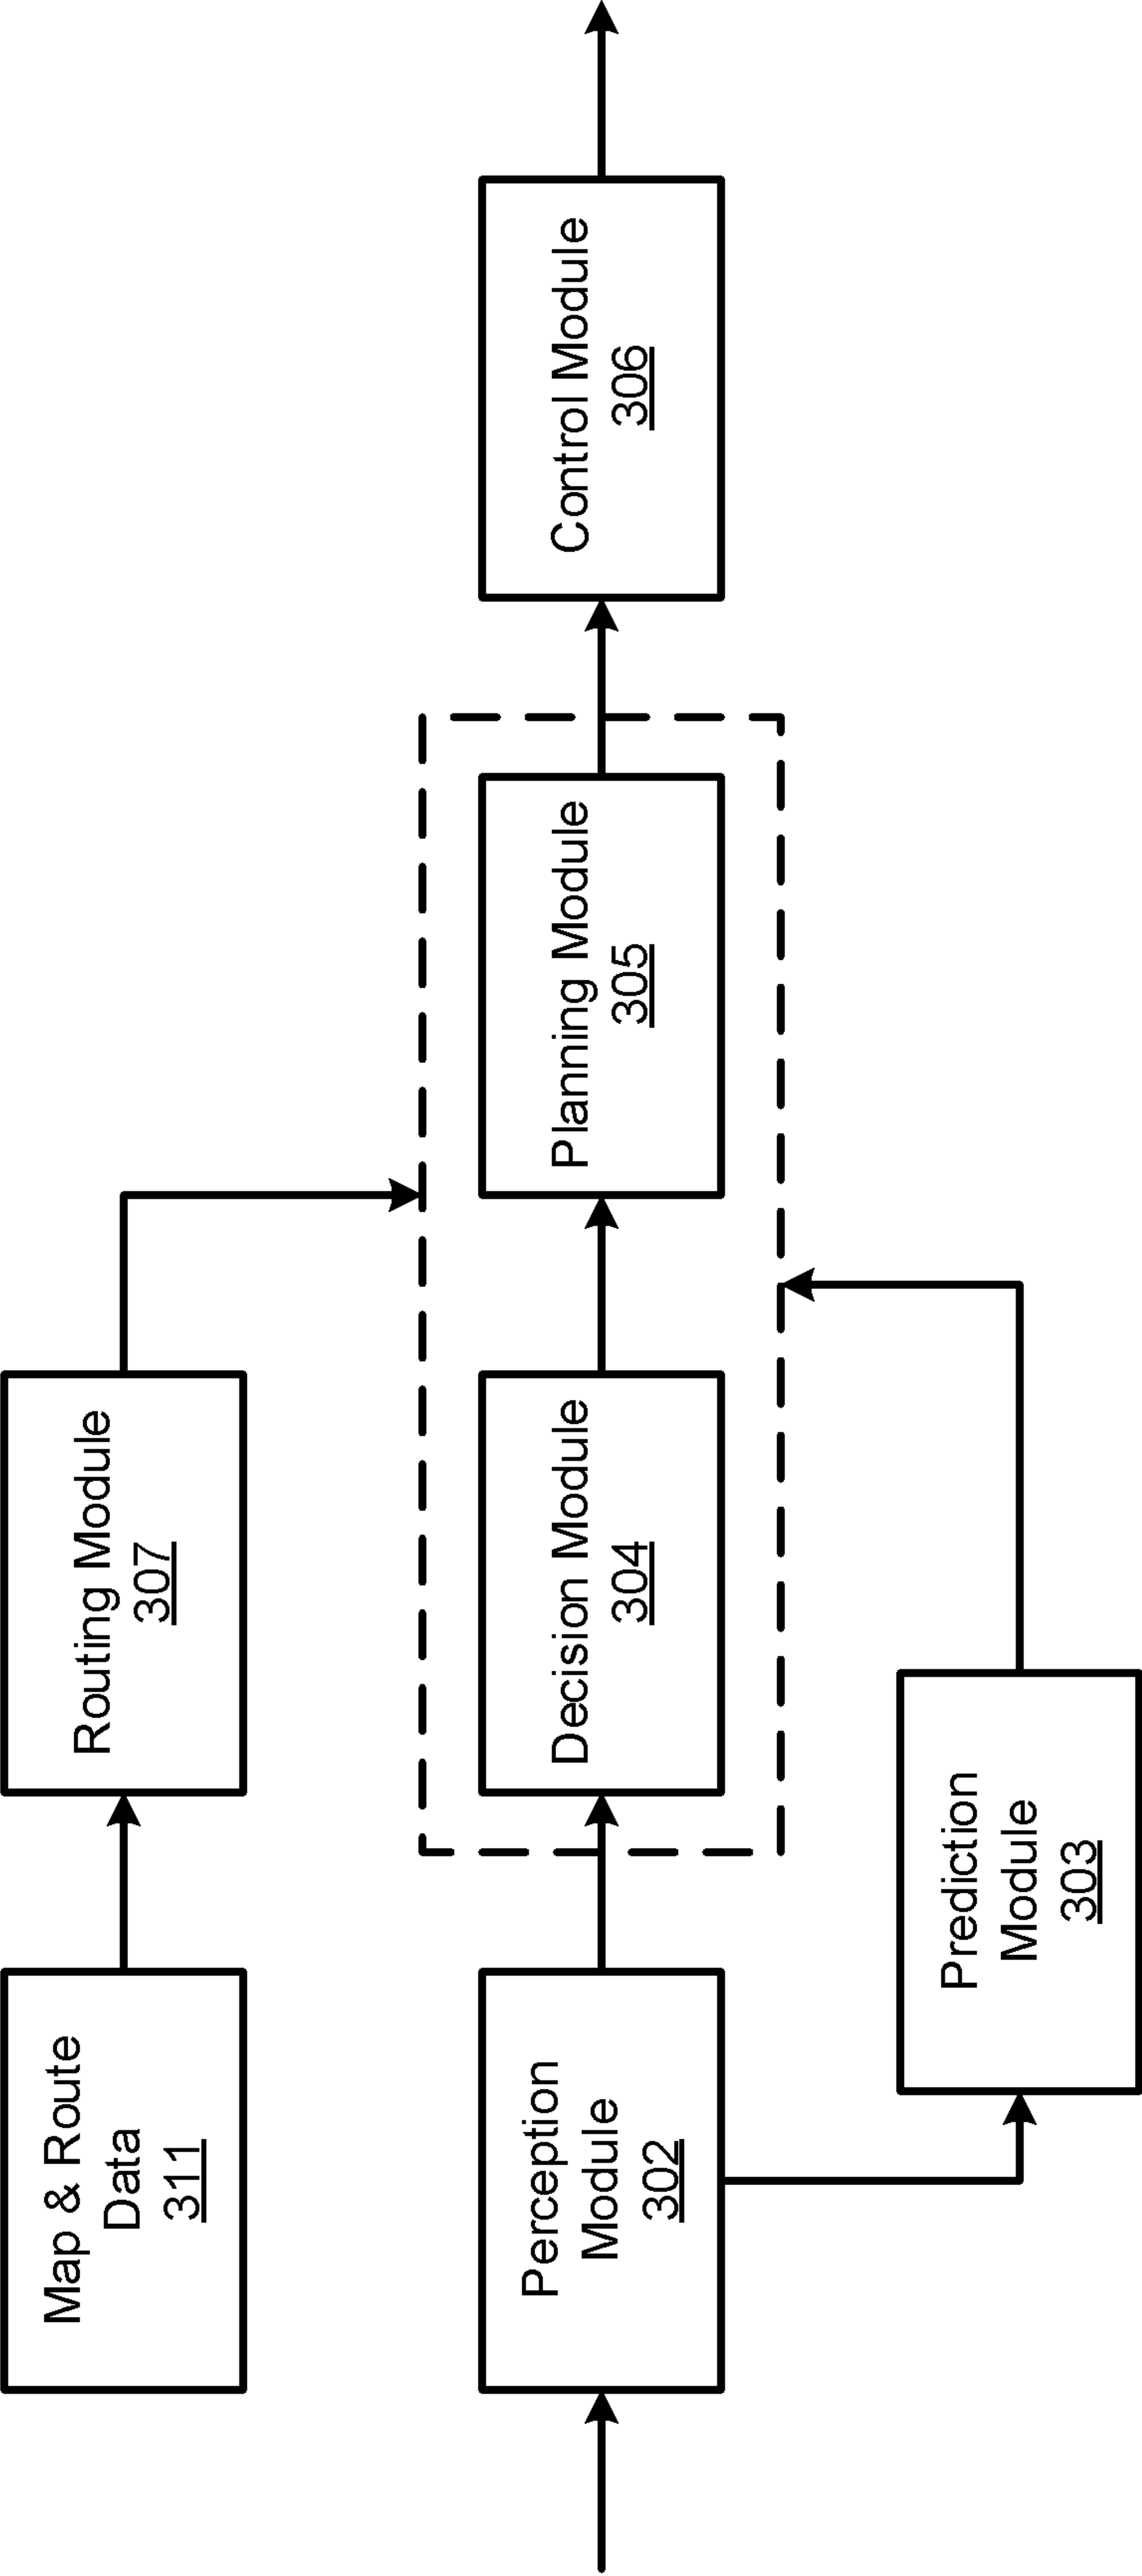 Map & Route
Data
311
Routing Module
307
Perception
Module
302
Decision Module
304
Planning Module
305
Control Module
306
Prediction
Module
303